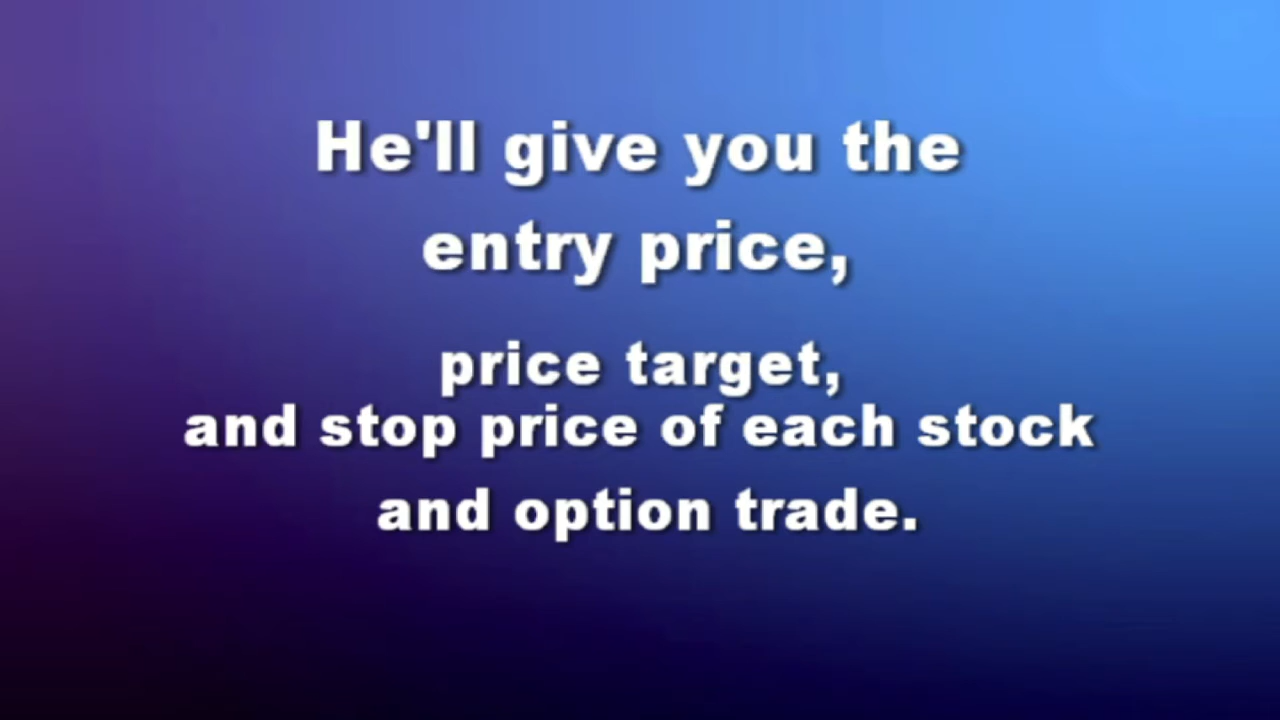 He'll give you the
entry price,
price target,
and stop price of each stock
and option trade.